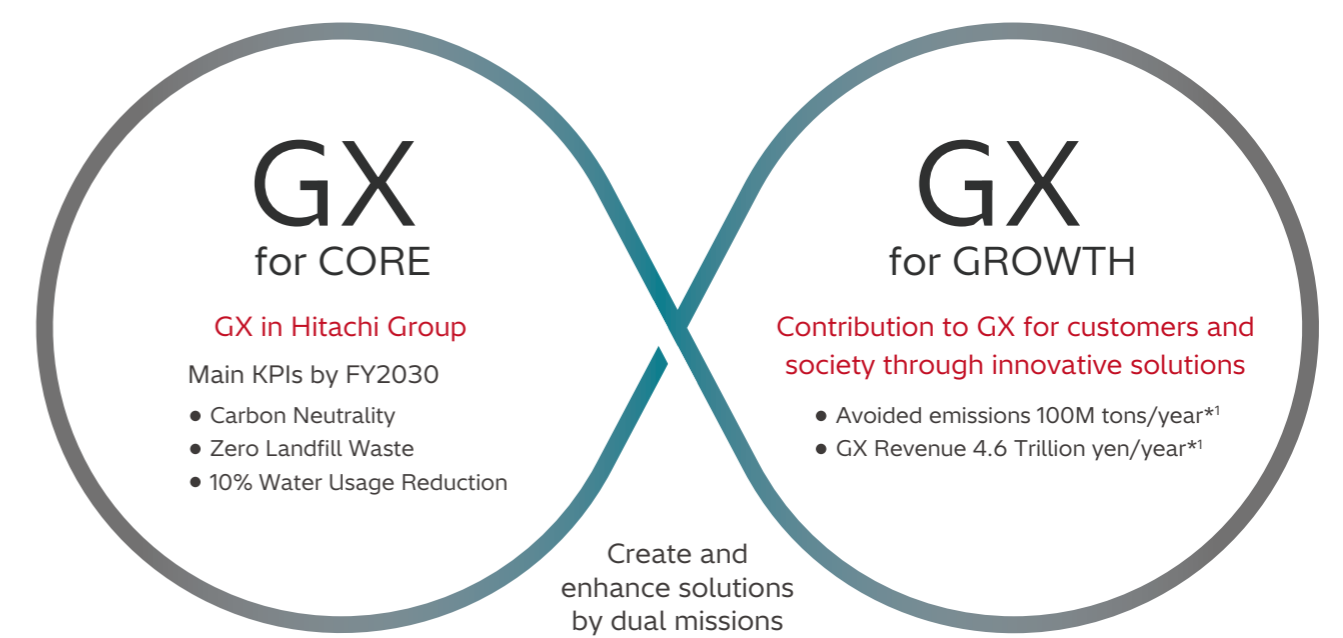 GX
for CORE
GX in Hitachi Group
Main KPIs by FY2030
● Carbon Neutrality
● Zero Landfill Waste
● 10% Water Usage Reduction
GX
for GROWTH
Contribution to GX for customers and
society through innovative solutions
● Avoided emissions 100M tons/year*¹
● GX Revenue 4.6 Trillion yen/year*¹
Create and
enhance solutions
by dual missions